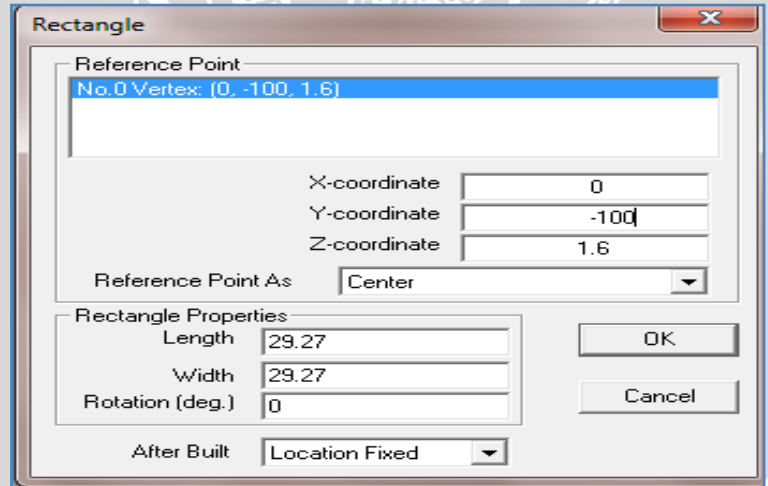 Rectangle
Reference Point
No.0 Vertex: (0, -100, 1.6)
X-coordinate 0
Y-coordinate -100
Z-coordinate 1.6
Reference Point As Center
Rectangle Properties
Length 29.27
OK
Width 29.27
Cancel
Rotation (deg.) 0
After Built Location Fixed